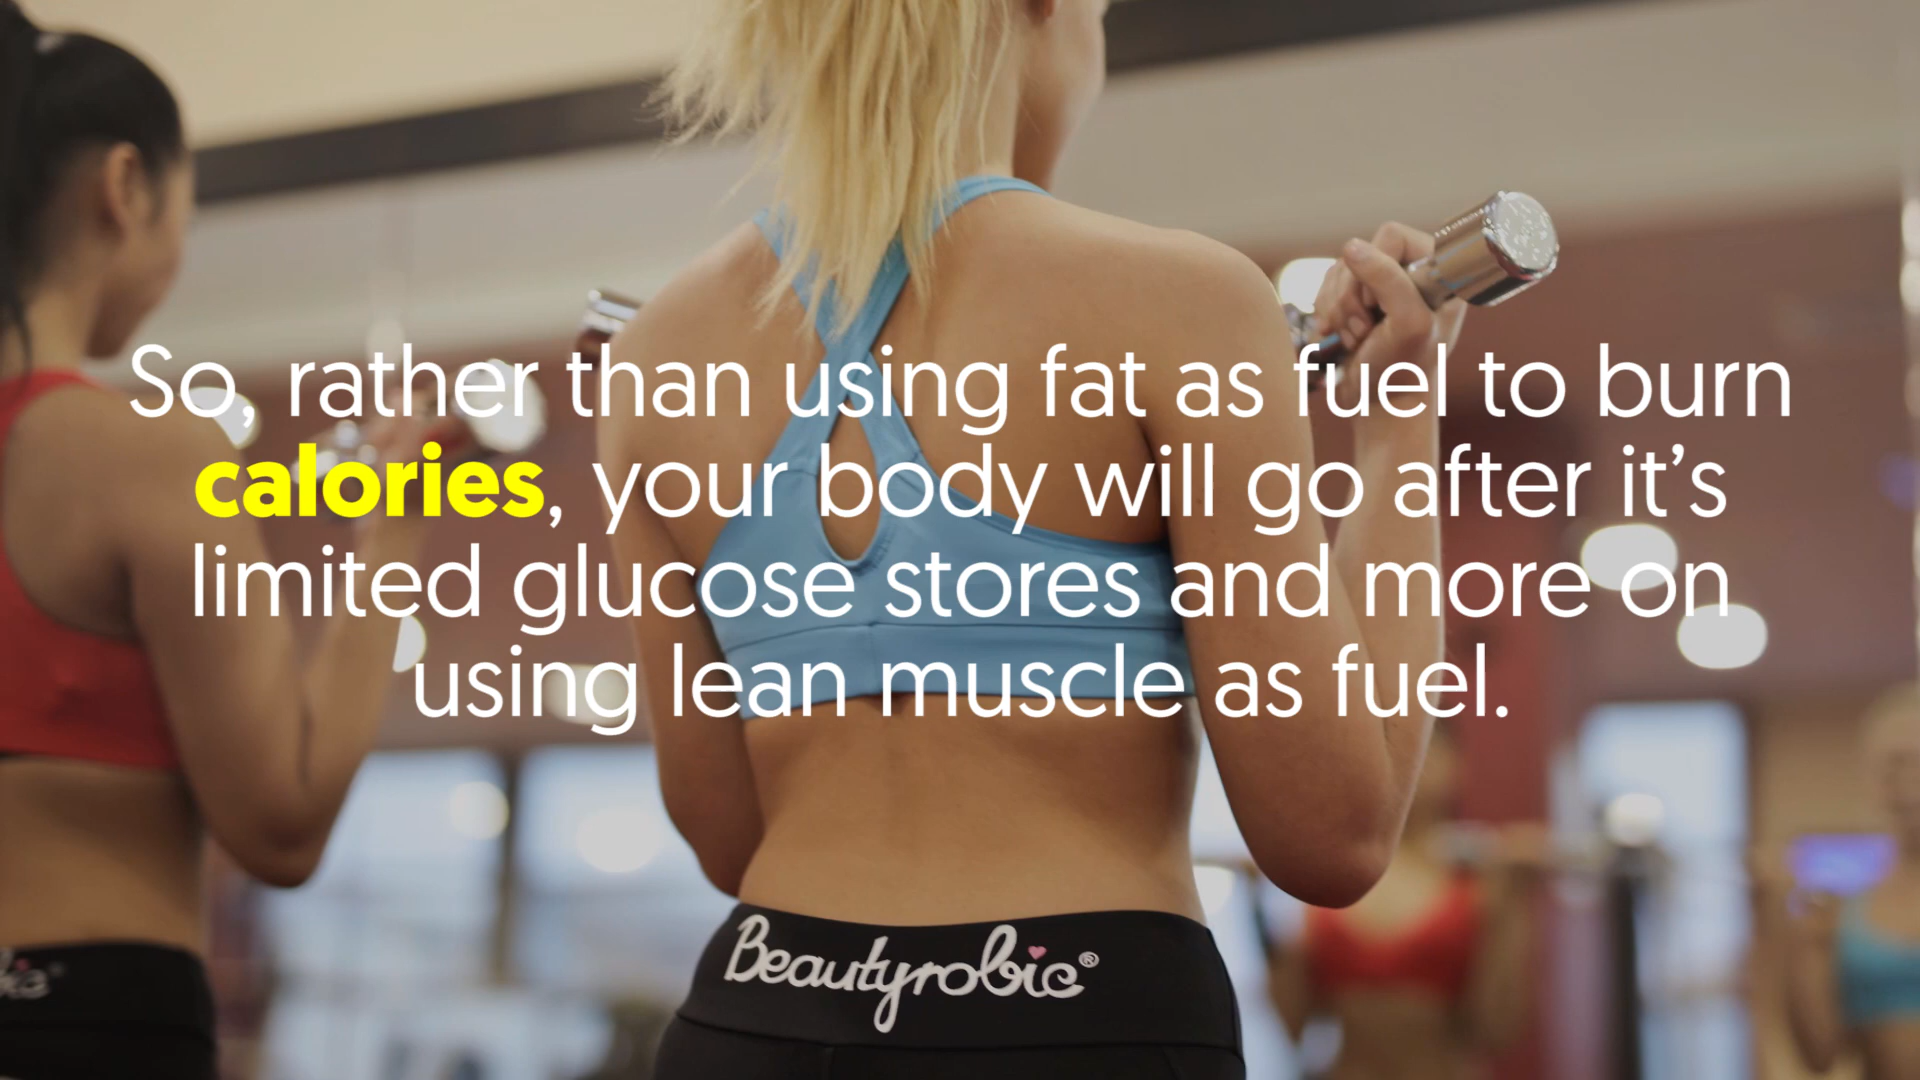 So, rather than using fat as fuel to burn
calories, your body will go after it’s
limited glucose stores and more on
using lean muscle as fuel.
Beautyrobic®